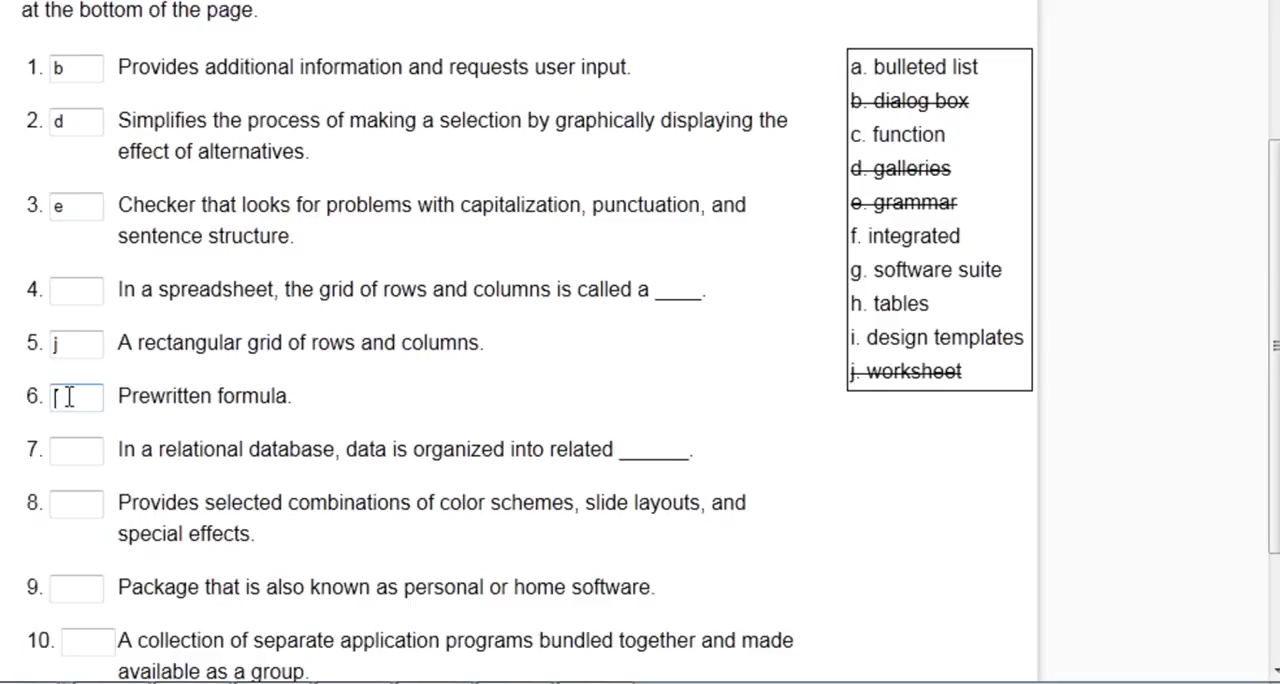 at the bottom of the page.
1. b Provides additional information and requests user input.
2. d Simplifies the process of making a selection by graphically displaying the
effect of alternatives.
3. e Checker that looks for problems with capitalization, punctuation, and
sentence structure.
4. In a spreadsheet, the grid of rows and columns is called a ____.
5. j A rectangular grid of rows and columns.
6. Prewritten formula.
7. In a relational database, data is organized into related ______.
8. Provides selected combinations of color schemes, slide layouts, and
special effects.
9. Package that is also known as personal or home software.
10. A collection of separate application programs bundled together and made
available as a group.
a. bulleted list
b. dialog box
c. function
d. galleries
e. grammar
f. integrated
g. software suite
h. tables
i. design templates
j. worksheet